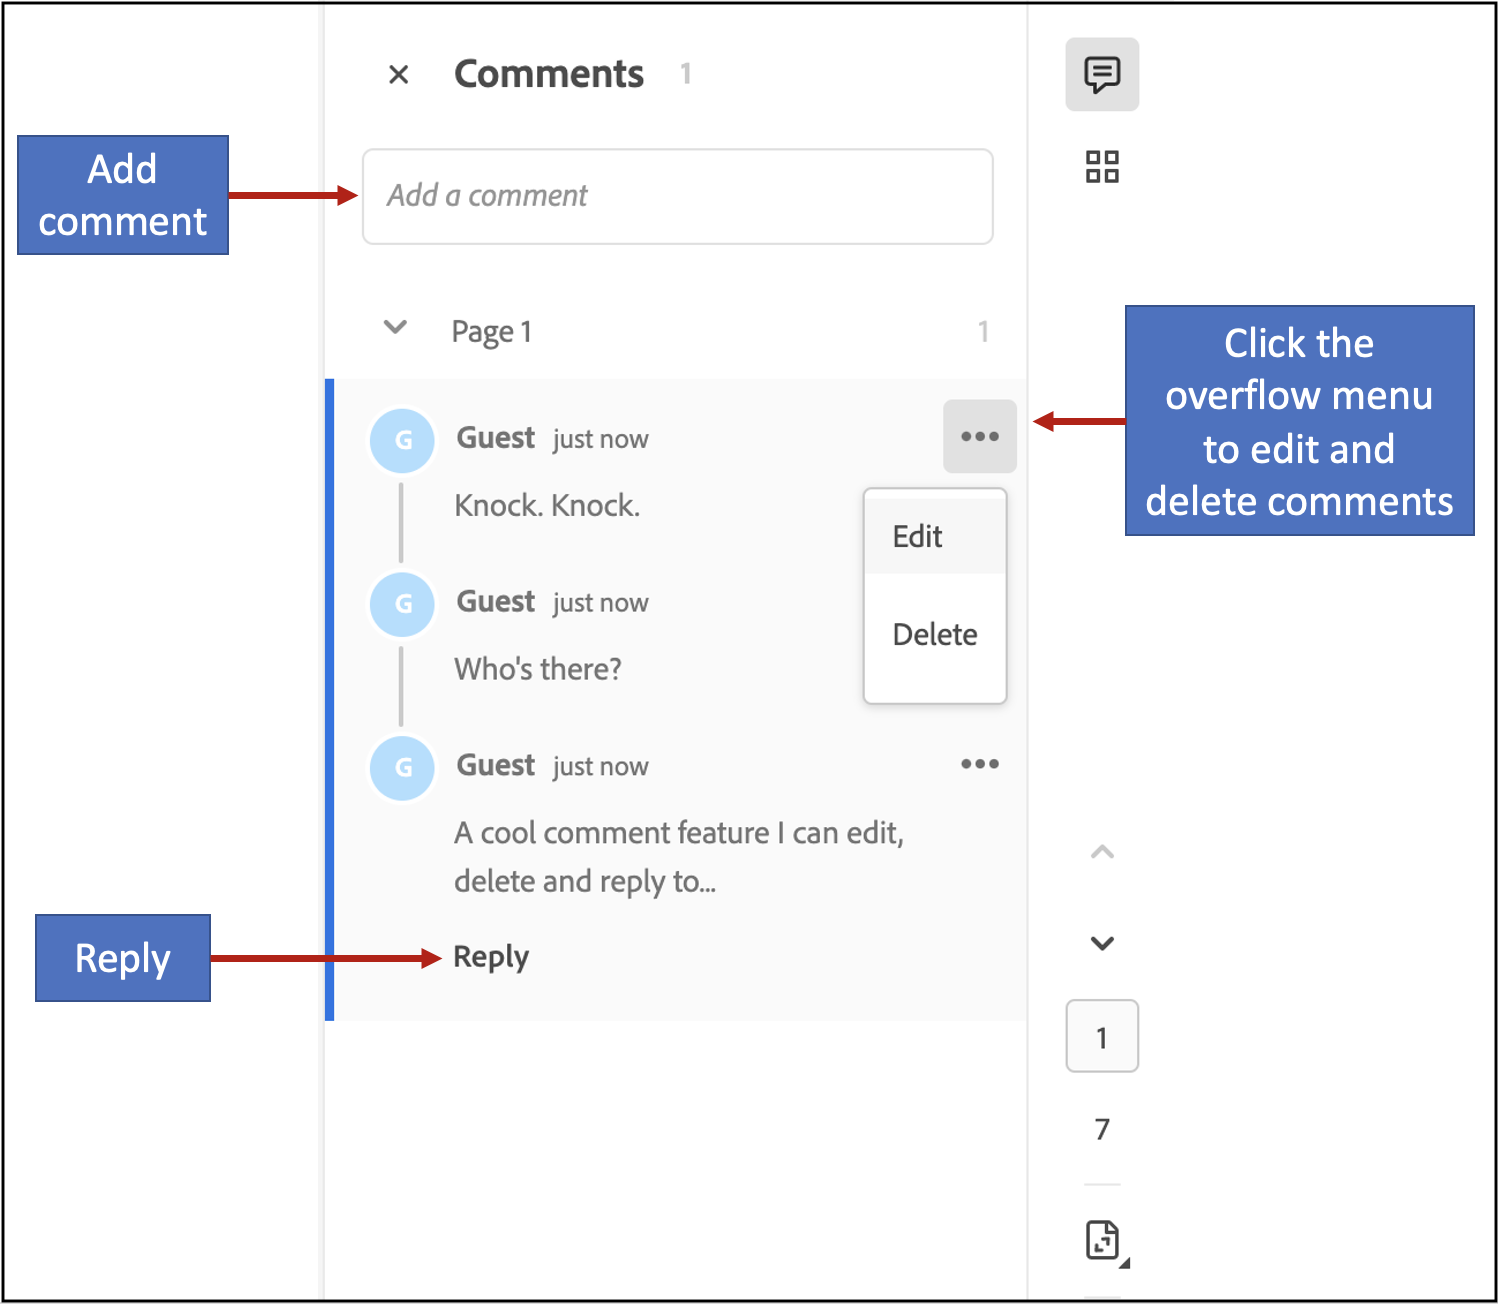 Comments 1
Add
comment
Add a comment
Page 1 1
Click the
overflow menu
to edit and
delete comments
G Guest just now
Knock. Knock.
Edit
G Guest just now
Delete
Who's there?
G Guest just now
A cool comment feature I can edit,
delete and reply to...
Reply
Reply
1
7